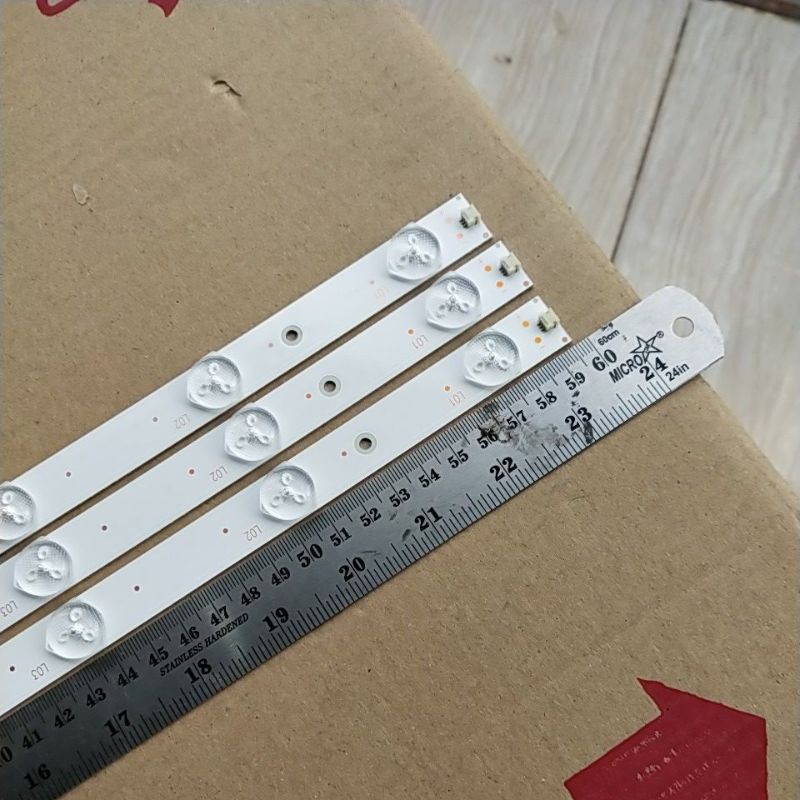 L01
L02
L01
L02
L03
L01
L02
L03
41 42 43 44 45 46 47 48 49 50 51 52 53 54 55 56 57 58 59 60
60cm
MICRO ®
STAINLESS HARDENED
16 17 18 19 20 21 22 23 24
24in